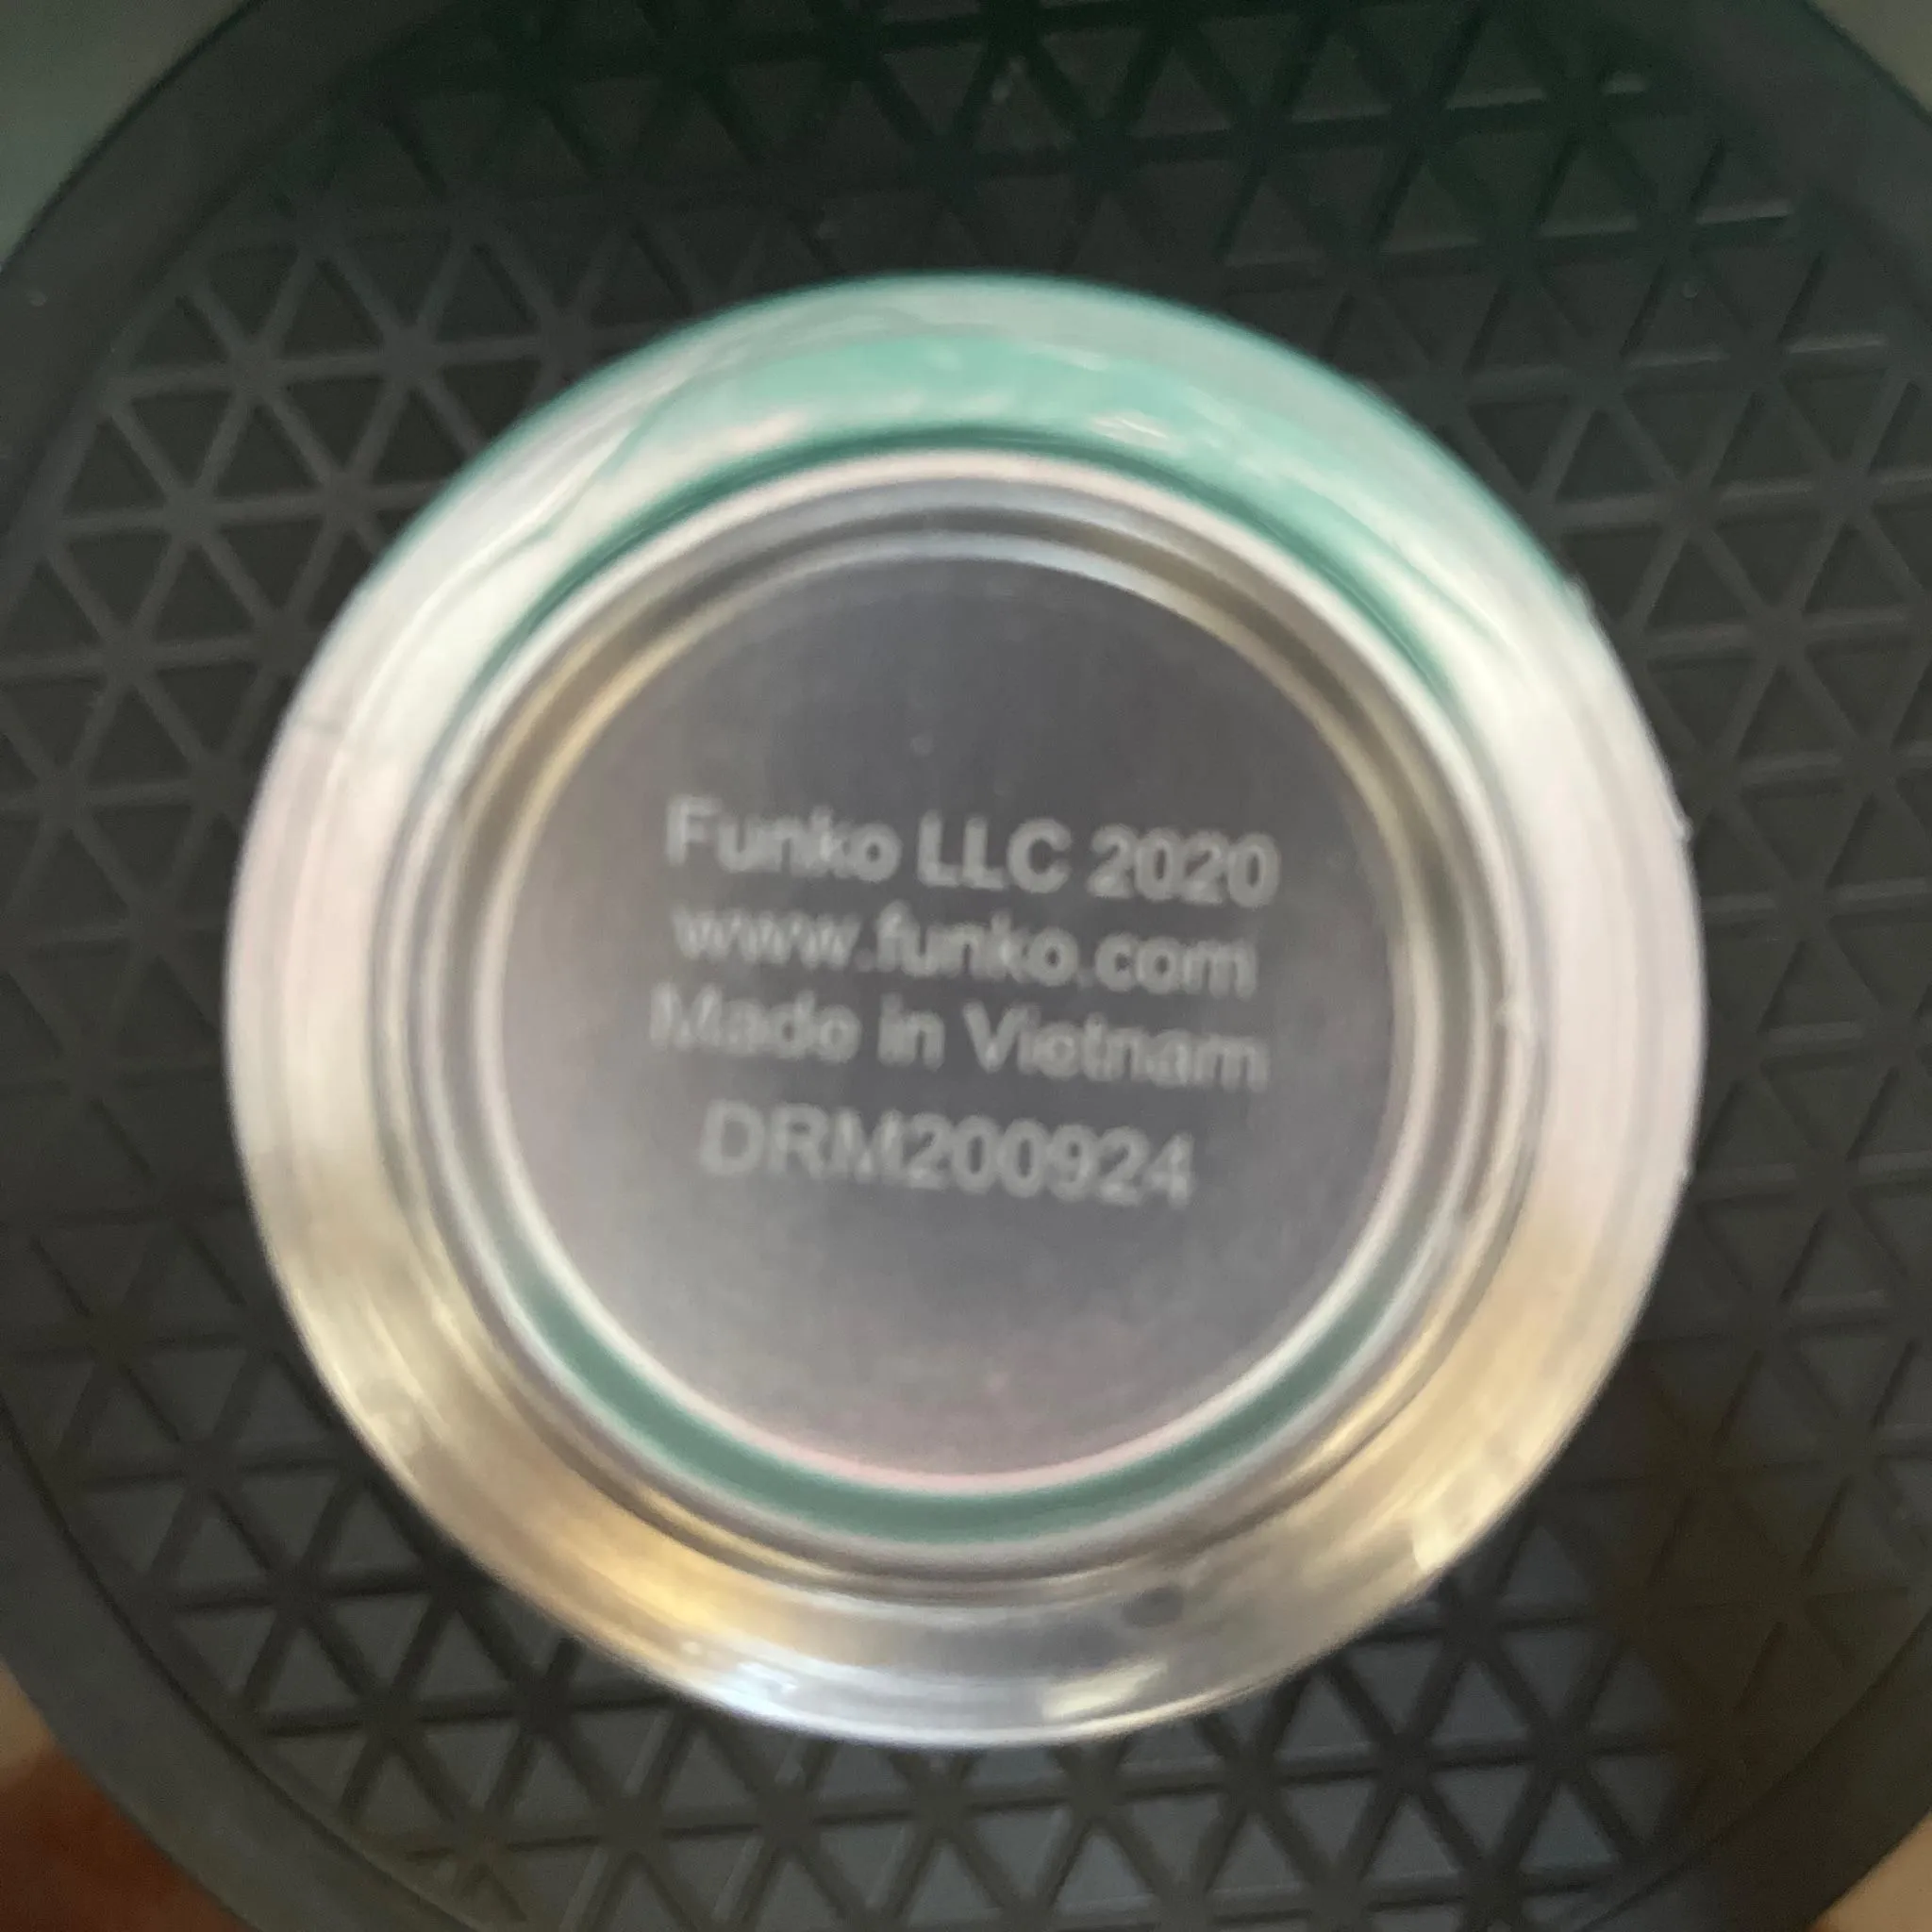 Funko LLC 2020
www.funko.com
Made in Vietnam
DRM200924